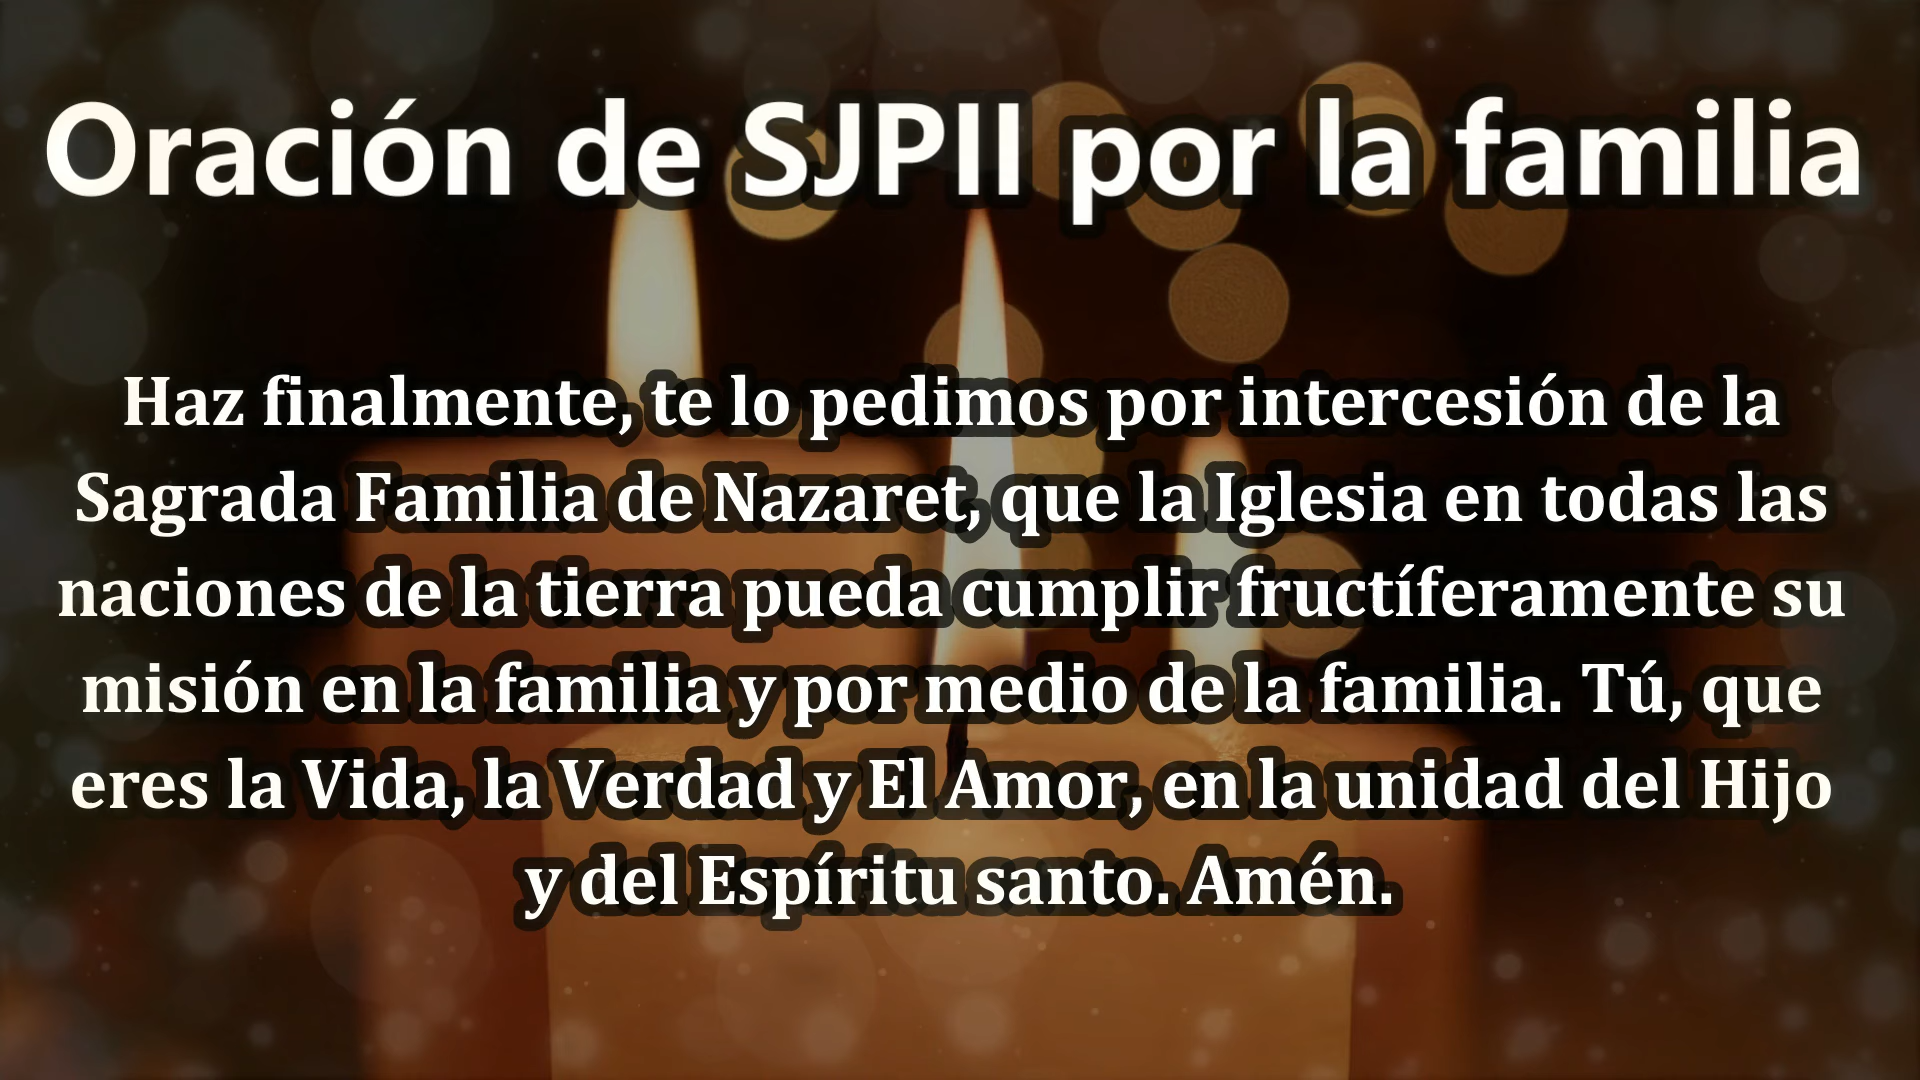 Oración de SJPII por la familia
Haz finalmente, te lo pedimos por intercesión de la
Sagrada Familia de Nazaret, que la Iglesia en todas las
naciones de la tierra pueda cumplir fructíferamente su
misión en la familia y por medio de la familia. Tú, que
eres la Vida, la Verdad y El Amor, en la unidad del Hijo
y del Espíritu santo. Amén.